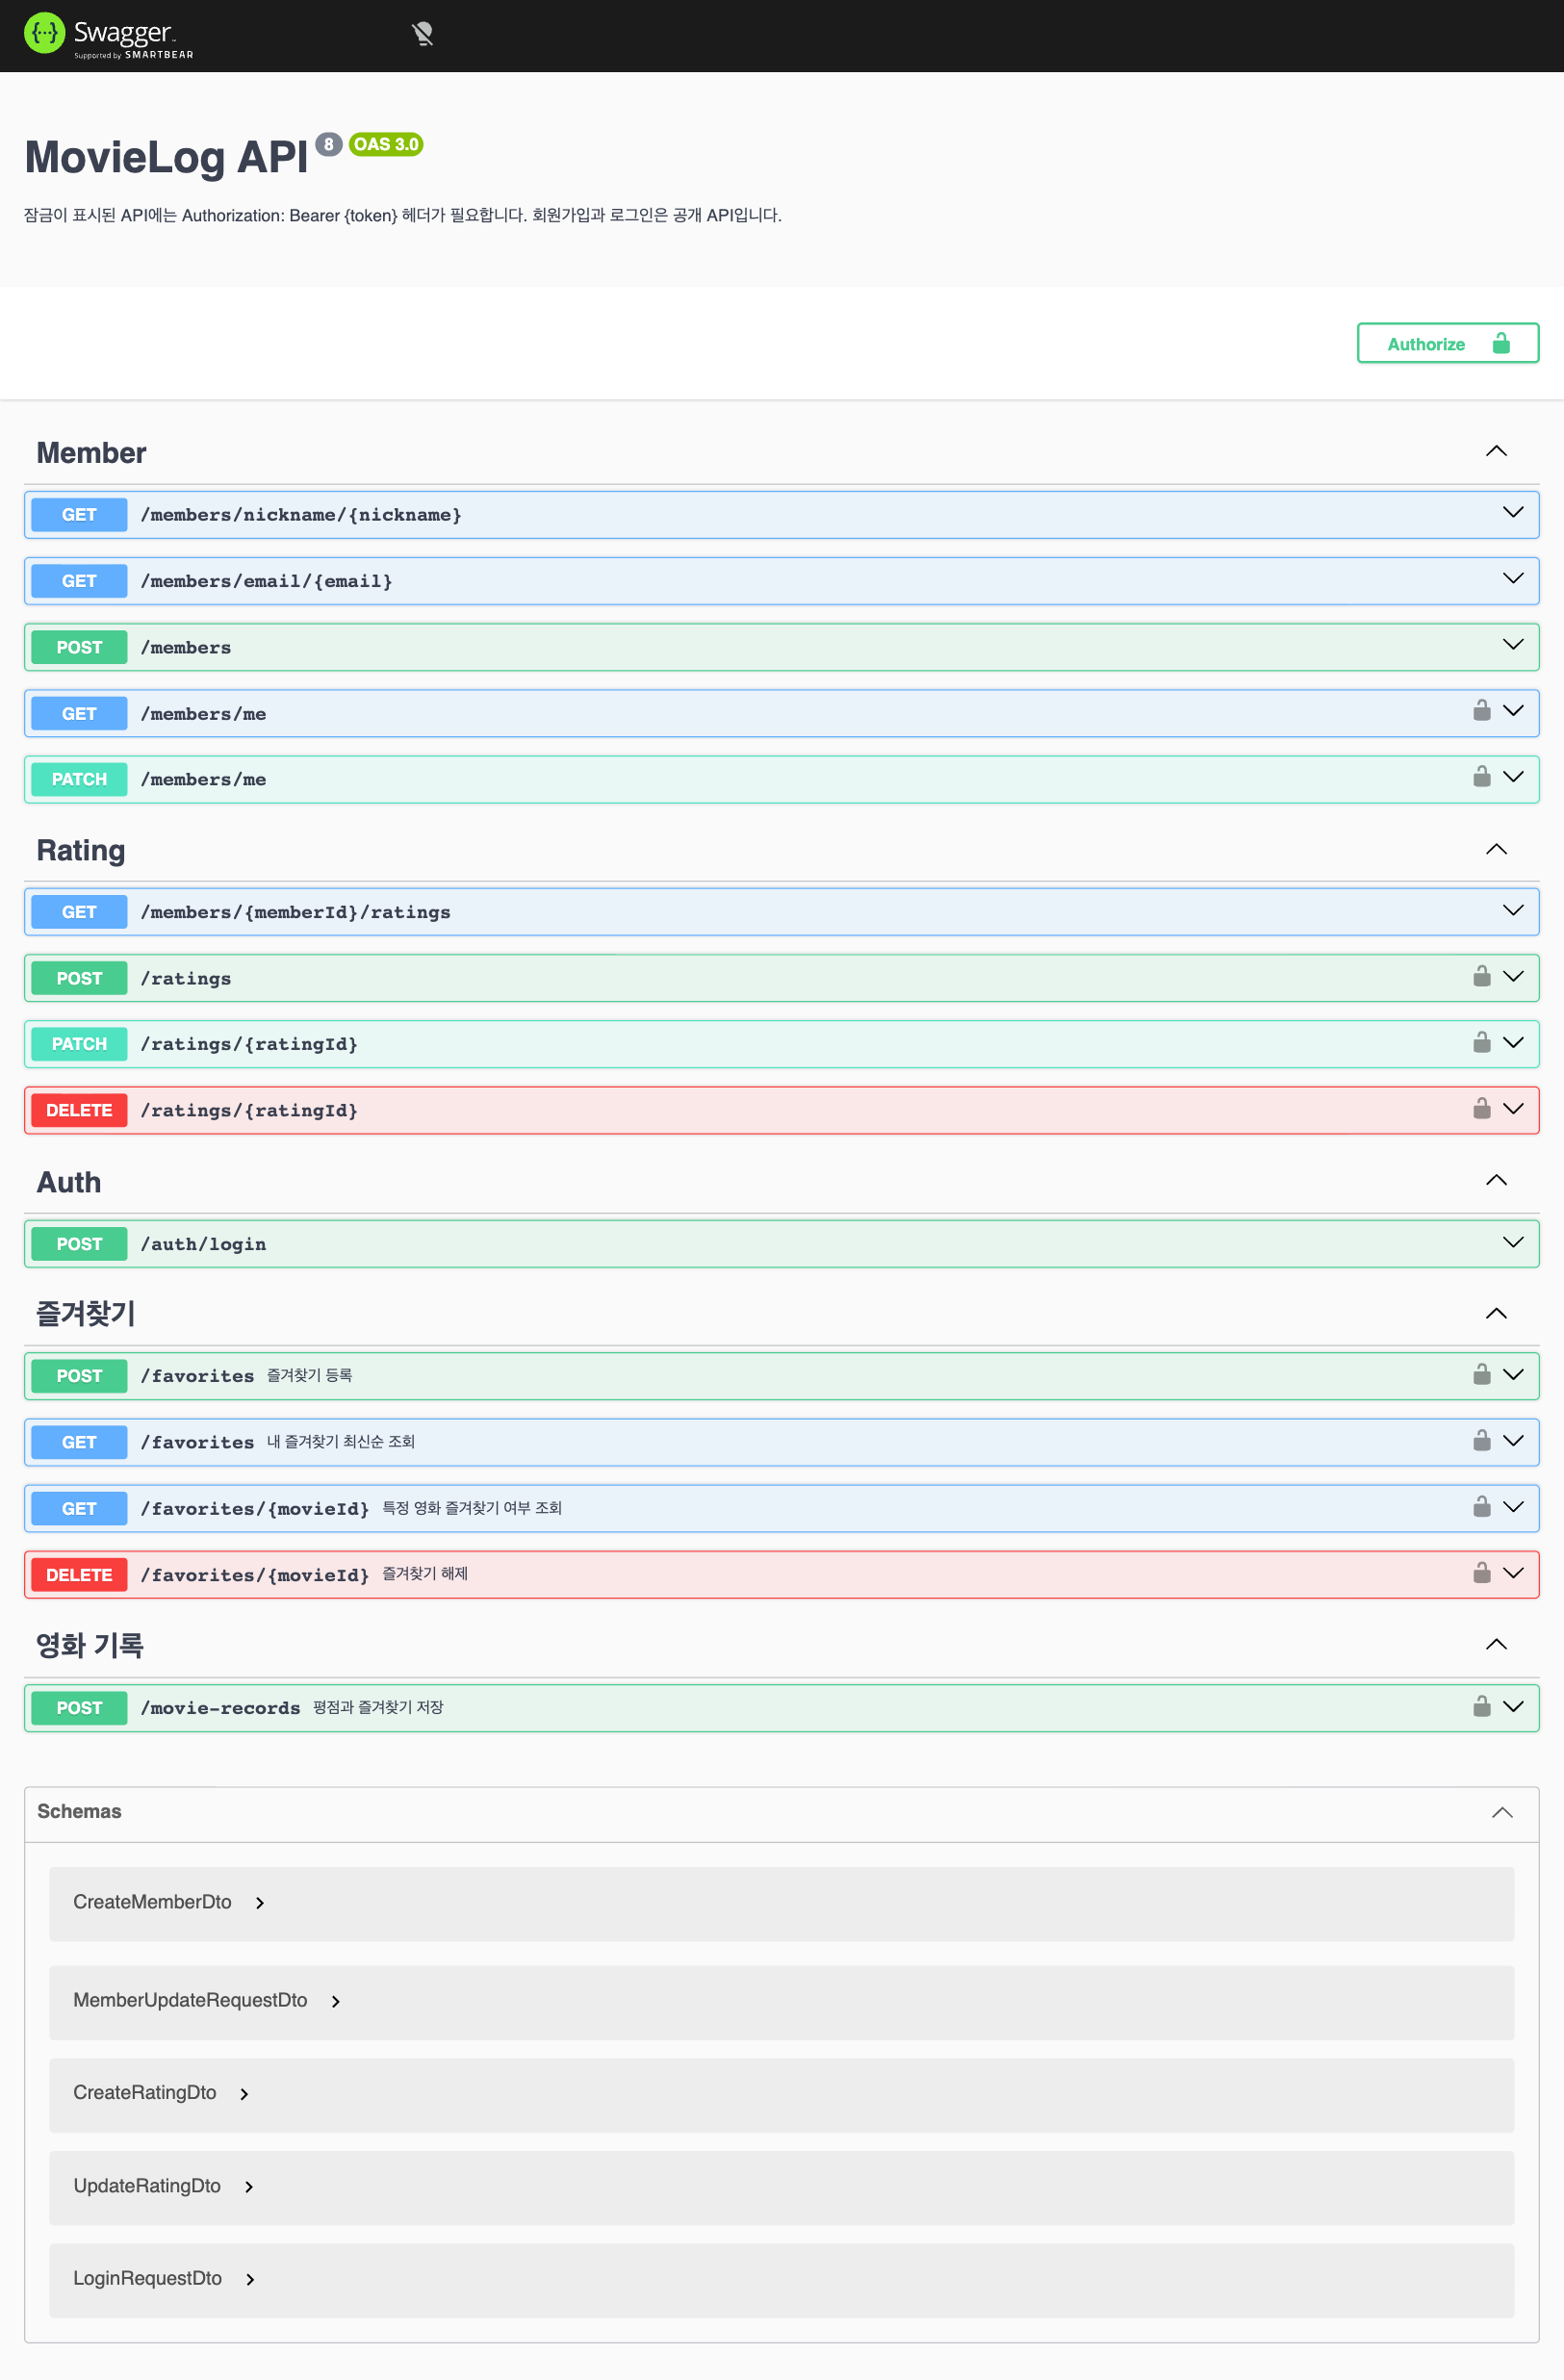 Swagger
Supported by SMARTBEAR
MovieLog API 8 OAS 3.0
잠금이 표시된 API에는 Authorization: Bearer {token} 헤더가 필요합니다. 회원가입과 로그인은 공개 API입니다.
Authorize
Member
GET /members/nickname/{nickname}
GET /members/email/{email}
POST /members
GET /members/me
PATCH /members/me
Rating
GET /members/{memberId}/ratings
POST /ratings
PATCH /ratings/{ratingId}
DELETE /ratings/{ratingId}
Auth
POST /auth/login
즐겨찾기
POST /favorites 즐겨찾기 등록
GET /favorites 내 즐겨찾기 최신순 조회
GET /favorites/{movieId} 특정 영화 즐겨찾기 여부 조회
DELETE /favorites/{movieId} 즐겨찾기 해제
영화 기록
POST /movie-records 평점과 즐겨찾기 저장
Schemas
CreateMemberDto
MemberUpdateRequestDto
CreateRatingDto
UpdateRatingDto
LoginRequestDto